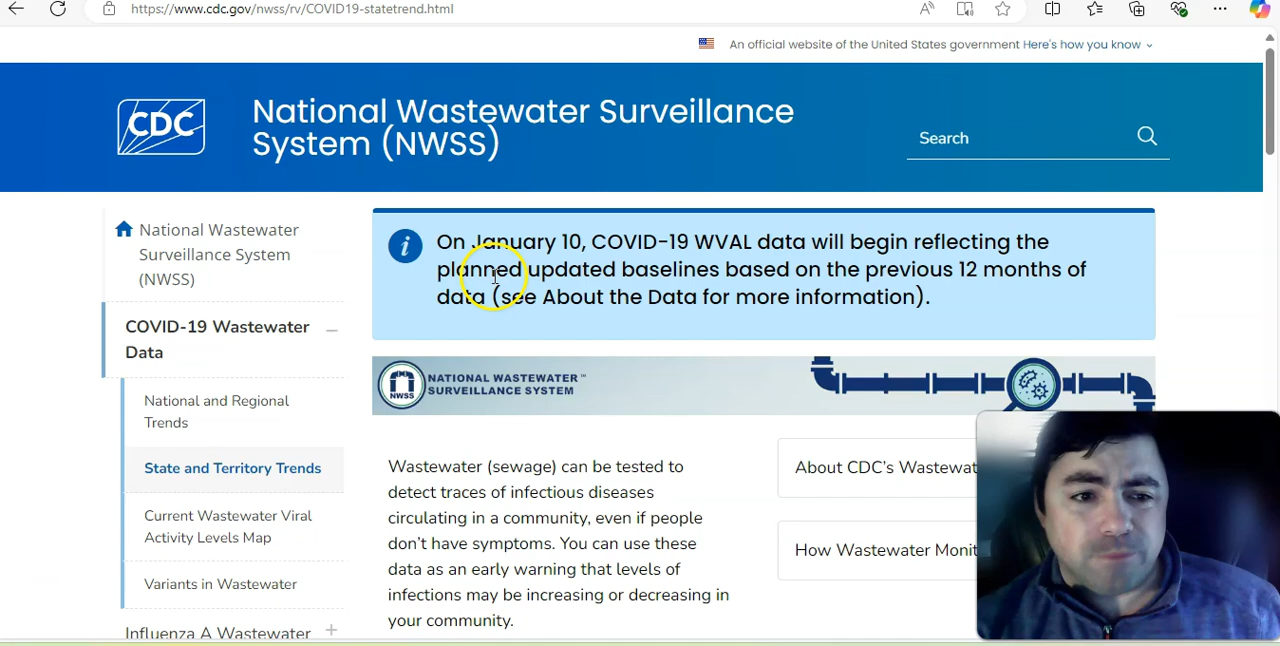 https://www.cdc.gov/nwss/rv/COVID19-statetrend.html
An official website of the United States government Here's how you know
CDC
National Wastewater Surveillance
System (NWSS)
Search
National Wastewater
Surveillance System
(NWSS)
COVID-19 Wastewater
Data
National and Regional
Trends
State and Territory Trends
Current Wastewater Viral
Activity Levels Map
Variants in Wastewater
Influenza A Wastewater
On January 10, COVID-19 WVAL data will begin reflecting the
planned updated baselines based on the previous 12 months of
data (see About the Data for more information).
NWSS
NATIONAL WASTEWATER
SURVEILLANCE SYSTEM™
Wastewater (sewage) can be tested to
detect traces of infectious diseases
circulating in a community, even if people
don't have symptoms. You can use these
data as an early warning that levels of
infections may be increasing or decreasing in
your community.
About CDC's Wastewat
How Wastewater Monit